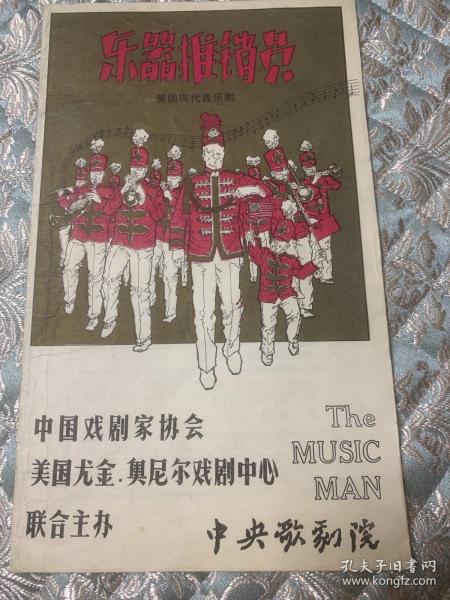 乐器推销员
美国现代音乐剧
中国戏剧家协会
美国尤金.奥尼尔戏剧中心
联合主办
The
MUSIC
MAN
中央歌剧院
孔夫子旧书网
www.kongfz.com